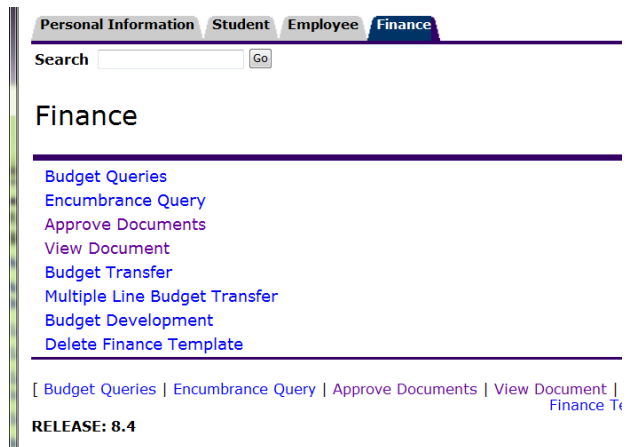 Personal Information Student Employee Finance
Search Go
Finance
Budget Queries
Encumbrance Query
Approve Documents
View Document
Budget Transfer
Multiple Line Budget Transfer
Budget Development
Delete Finance Template
[ Budget Queries | Encumbrance Query | Approve Documents | View Document |
Finance
RELEASE: 8.4